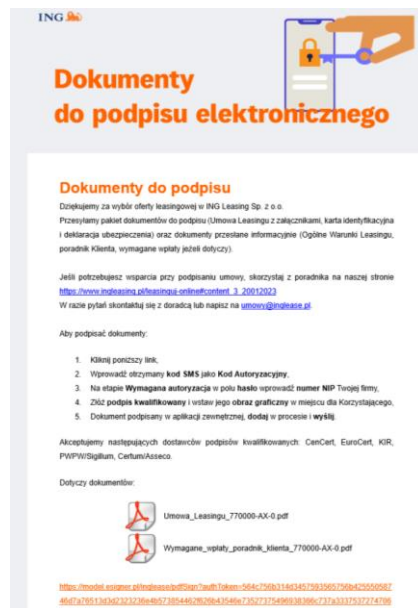 ING
Dokumenty
do podpisu elektronicznego
Dokumenty do podpisu
Dziękujemy za wybór oferty leasingowej w ING Leasing Sp. z o.o.
Przesyłamy pakiet dokumentów do podpisu (Umowa Leasingu z załącznikami, karta identyfikacyjna
i deklaracja ubezpieczenia) oraz dokumenty przesłane informacyjnie (Ogólne Warunki Leasingu,
poradnik Klienta, wymagane wpłaty jeżeli dotyczy).
Jeśli potrzebujesz wsparcia przy podpisaniu umowy, skorzystaj z poradnika na naszej stronie
https://www.ingleasing.pl/leasinguj-online#content_3_20012023
W razie pytań skontaktuj się z doradcą lub napisz na umowy@inglease.pl.
Aby podpisać dokumenty:
1. Kliknij poniższy link,
2. Wprowadź otrzymany kod SMS jako Kod Autoryzacyjny,
3. Na etapie Wymagana autoryzacja w polu hasło wprowadź numer NIP Twojej firmy,
4. Złóż podpis kwalifikowany i wstaw jego obraz graficzny w miejscu dla Korzystającego,
5. Dokument podpisany w aplikacji zewnętrznej, dodaj w procesie i wyślij.
Akceptujemy następujących dostawców podpisów kwalifikowanych: CenCert, EuroCert, KIR,
PWPW/Sigillum, Certum/Asseco.
Dotyczy dokumentów:
Umowa_Leasingu_770000-AX-0.pdf
Wymagane_wpłaty_poradnik_klienta_770000-AX-0.pdf